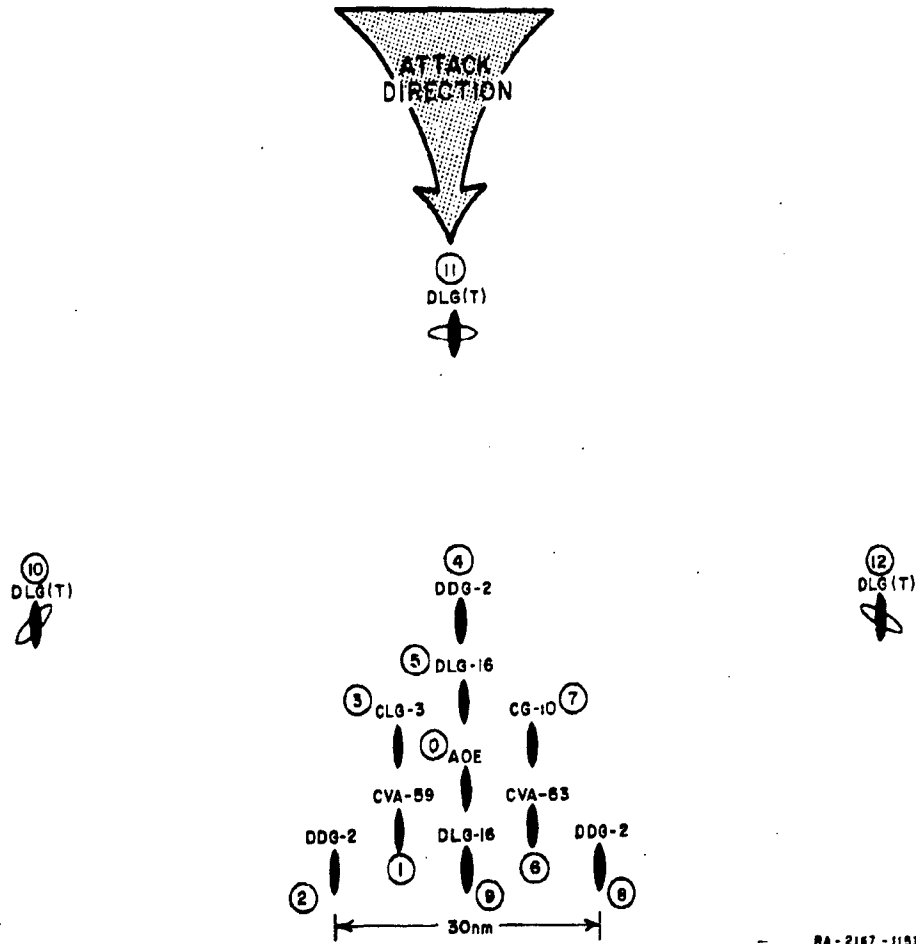 ATTACK
DIRECTION
11
DLG(T)
10
DLG(T)
4
DDG-2
12
DLG(T)
5 DLG-16
3 CLG-3
CG-10 7
0 AOE
CVA-59
CVA-63
DDG-2
DLG-16
DDG-2
1
6
2
9
8
30nm